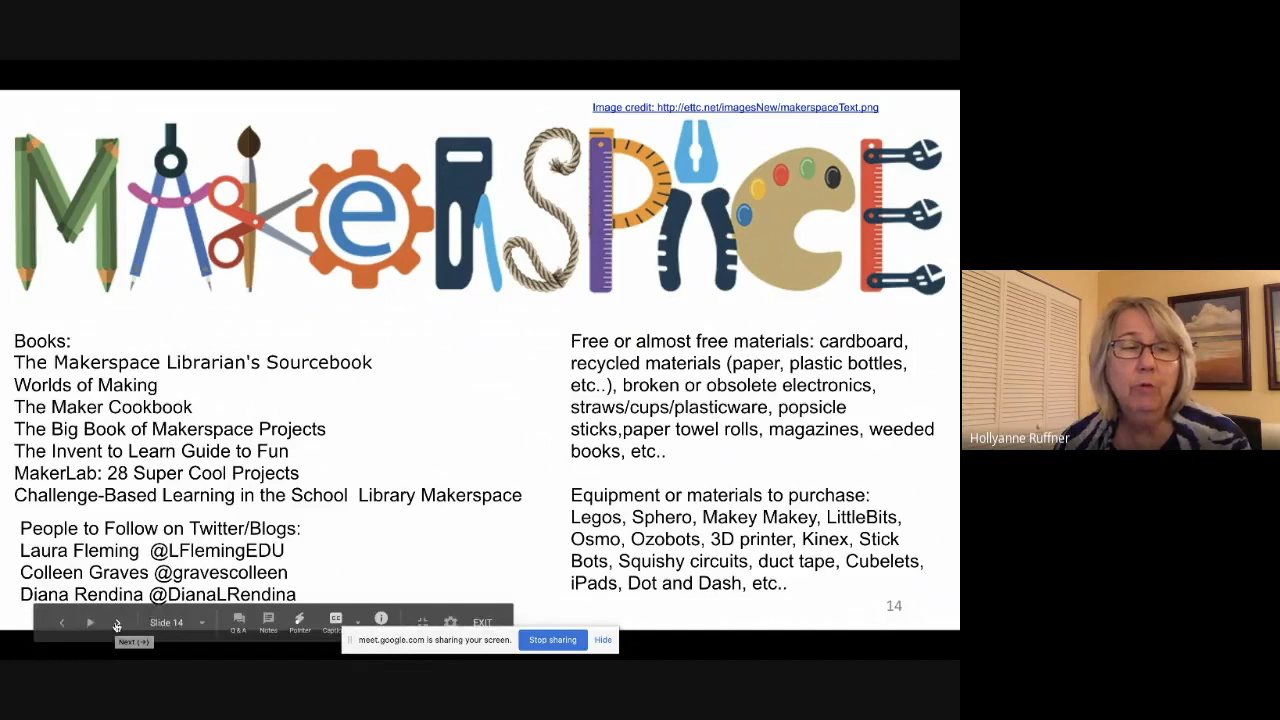 Image credit: http://ettc.net/imagesNew/makerspaceText.png
MAKeRSPACE
Books:
The Makerspace Librarian's Sourcebook
Worlds of Making
The Maker Cookbook
The Big Book of Makerspace Projects
The Invent to Learn Guide to Fun
MakerLab: 28 Super Cool Projects
Challenge-Based Learning in the School Library Makerspace
People to Follow on Twitter/Blogs:
Laura Fleming @LFlemingEDU
Colleen Graves @gravescolleen
Diana Rendina @DianaLRendina
Free or almost free materials: cardboard,
recycled materials (paper, plastic bottles,
etc..), broken or obsolete electronics,
straws/cups/plasticware, popsicle
sticks,paper towel rolls, magazines, weeded
books, etc..
Equipment or materials to purchase:
Legos, Sphero, Makey Makey, LittleBits,
Osmo, Ozobots, 3D printer, Kinex, Stick
Bots, Squishy circuits, duct tape, Cubelets,
iPads, Dot and Dash, etc..
14
Slide 14
Q & A Notes Pointer EXIT
Next (→)
meet.google.com is sharing your screen. Stop sharing Hide
Hollyanne Ruffner